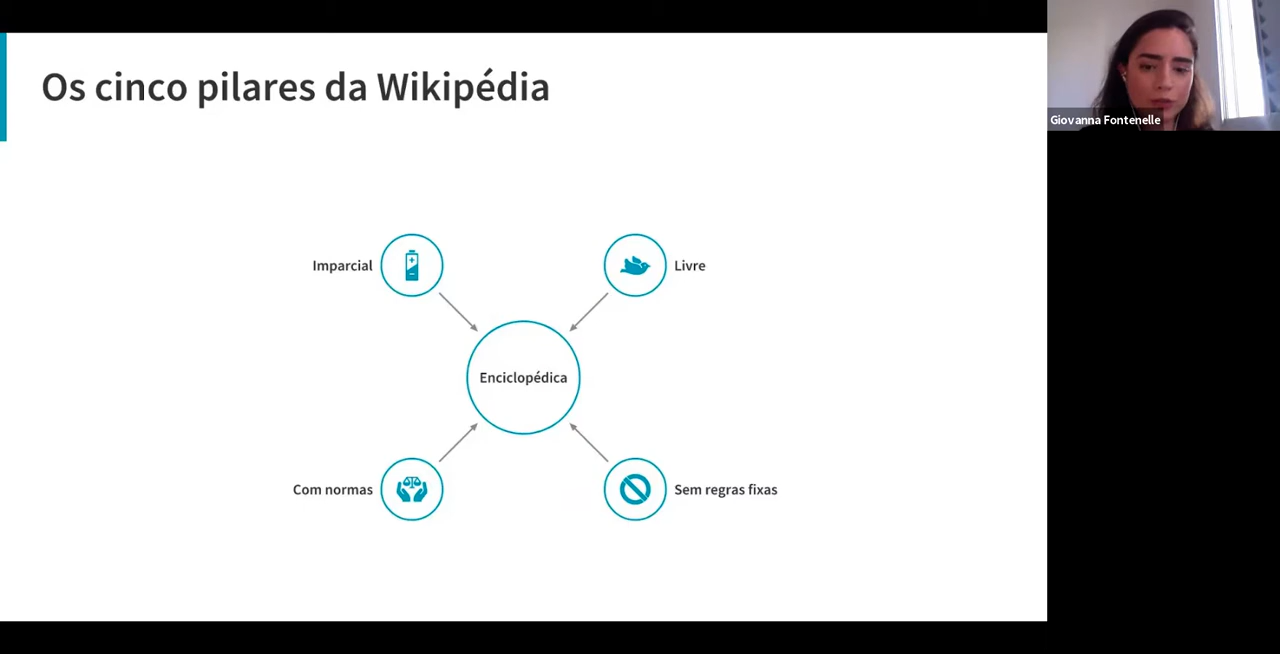 Os cinco pilares da Wikipédia
Giovanna Fontenelle
Imparcial
Livre
Enciclopédica
Com normas
Sem regras fixas